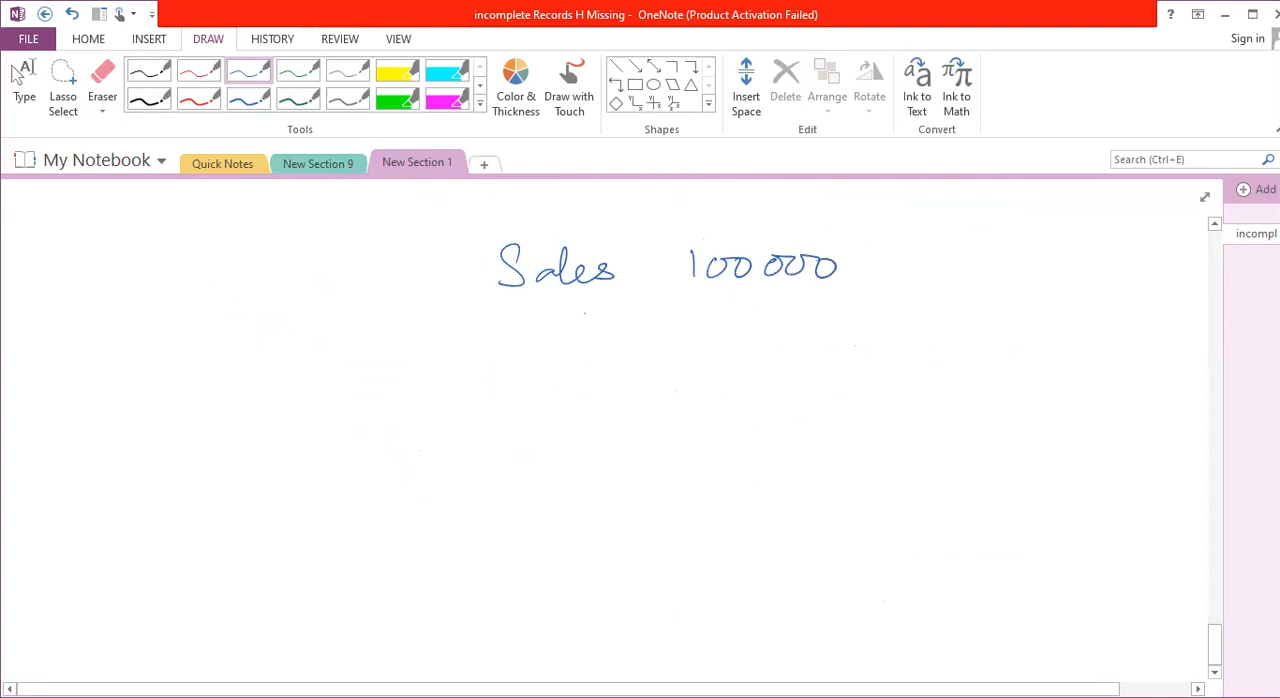 incomplete Records H Missing - OneNote (Product Activation Failed)
?
FILE HOME INSERT DRAW HISTORY REVIEW VIEW
Sign in
Type
Lasso Select
Eraser
Color & Thickness
Draw with Touch
Insert Space
Delete
Arrange
Rotate
Ink to Text
Ink to Math
Tools
Shapes
Edit
Convert
My Notebook
Quick Notes
New Section 9
New Section 1
Search (Ctrl+E)
Add
incompl
Sales 100 000